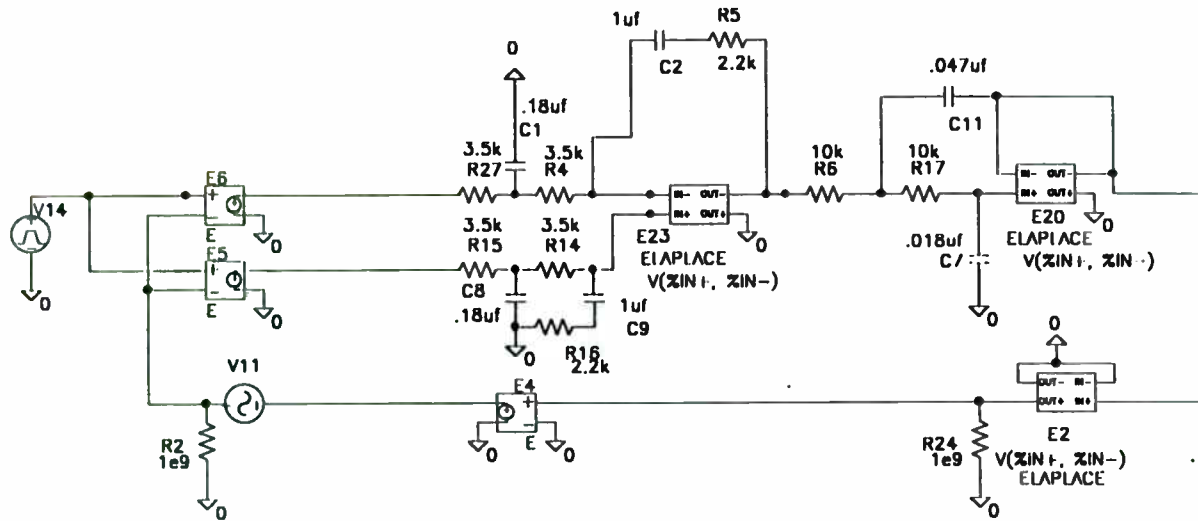 1uf
R5
C2
2.2k
0
.18uf
C1
.047uf
C11
3.5k
R27
3.5k
R4
10k
R6
10k
R17
E6
V14
+
-
E
0
IN- OUT-
IN+ OUT+
E23
ELAPLACE
V(%IN+, %IN-)
0
IN- OUT-
IN+ OUT+
E20
ELAPLACE
V(%IN+, %IN-)
0
3.5k
R15
3.5k
R14
E5
+
-
E
0
0
C8
.18uf
1uf
C9
0
R16
2.2k
.018uf
0
V11
E4
+
-
E
0
0
R2
1e9
0
0
OUT- IN-
OUT+ IN+
E2
V(%IN+, %IN-)
ELAPLACE
R24
1e9
0